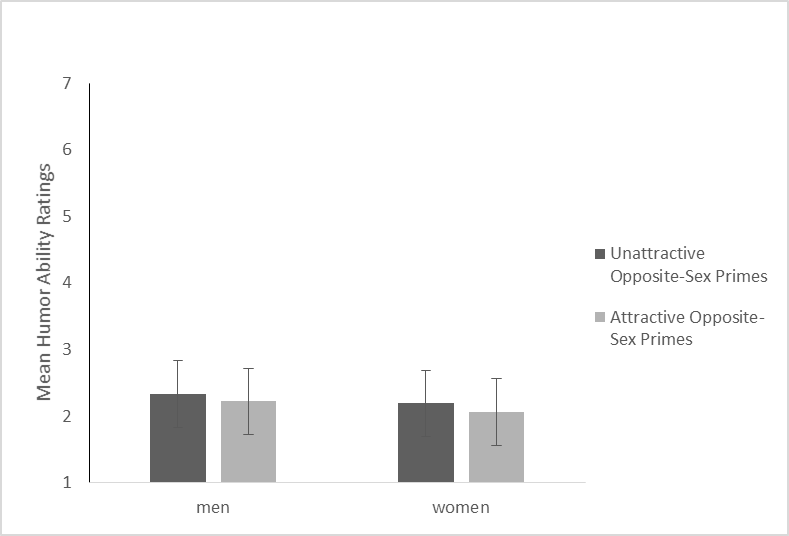 7
6
5
4
3
2
1
Mean Humor Ability Ratings
men
women
Unattractive
Opposite-Sex Primes
Attractive Opposite-
Sex Primes